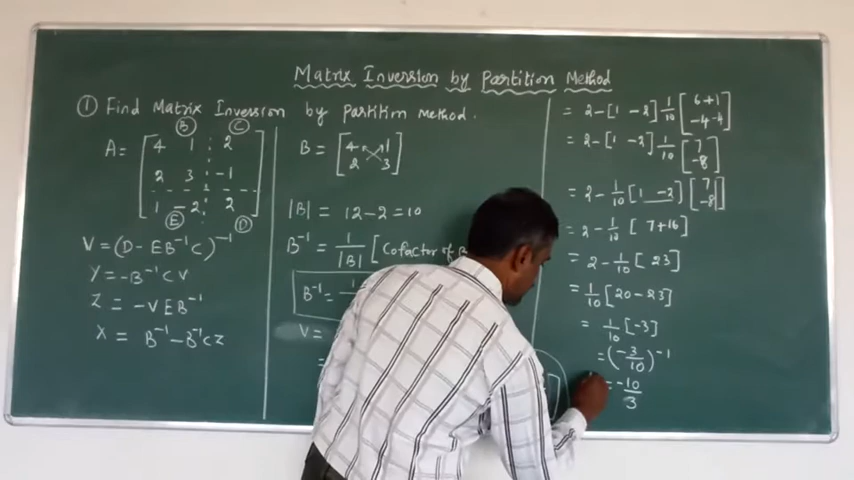 Matrix Inversion by Partition Method
① Find Matrix Inversion by Partition Method.
Ⓑ Ⓒ
A = [4 1 : 2
2 3 : -1
1 -2 : 2]
Ⓔ Ⓓ
V = (D - EB⁻¹C)⁻¹
Y = -B⁻¹CV
Z = -VEB⁻¹
X = B⁻¹ - B⁻¹CZ
B = [4 1
2 3]
|B| = 12-2 = 10
B⁻¹ = 1/|B| [Cofactor of B
B⁻¹ = 1
V =
=
= 2-[1 -2] 1/10 [6+1
-4-4]
= 2-[1 -2] 1/10 [7
-8]
= 2 - 1/10 [1 -2] [7
-8]
= 2 - 1/10 [7+16]
= 2 - 1/10 [23]
= 1/10 [20-23]
= 1/10 [-3]
= (-3/10)⁻¹
= -10/3